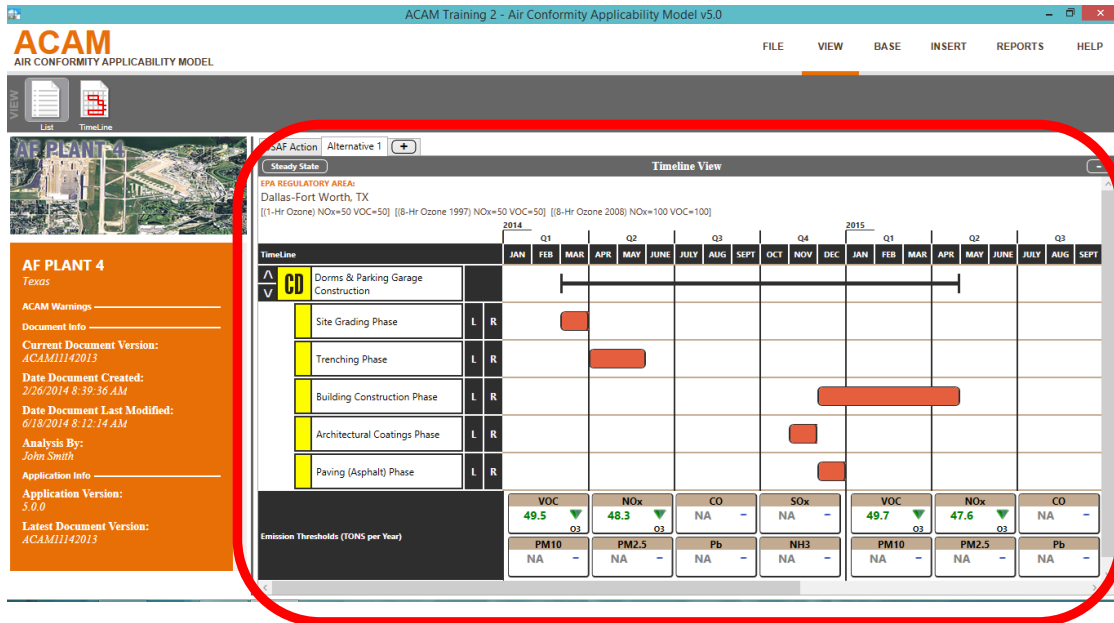 ACAM Training 2 - Air Conformity Applicability Model v5.0
ACAM
AIR CONFORMITY APPLICABILITY MODEL
FILE VIEW BASE INSERT REPORTS HELP
VIEW
List TimeLine
AF PLANT 4
AF PLANT 4
Texas
ACAM Warnings
Document Info
Current Document Version:
ACAM11142013
Date Document Created:
2/26/2014 8:39:36 AM
Date Document Last Modified:
6/18/2014 8:12:14 AM
Analysis By:
John Smith
Application Info
Application Version:
5.0.0
Latest Document Version:
ACAM11142013
SAF Action Alternative 1 +
Steady State Timeline View
EPA REGULATORY AREA:
Dallas-Fort Worth, TX
[(1-Hr Ozone) NOx=50 VOC=50] [(8-Hr Ozone 1997) NOx=50 VOC=50] [(8-Hr Ozone 2008) NOx=100 VOC=100]
2014 2015
Q1 Q2 Q3 Q4 Q1 Q2 Q3
TimeLine JAN FEB MAR APR MAY JUNE JULY AUG SEPT OCT NOV DEC JAN FEB MAR APR MAY JUNE JULY AUG SEPT
CD Dorms & Parking Garage
Construction
Site Grading Phase L R
Trenching Phase L R
Building Construction Phase L R
Architectural Coatings Phase L R
Paving (Asphalt) Phase L R
VOC NOx CO SOx VOC NOx CO
49.5 48.3 NA - NA - 49.7 47.6 NA -
O3 O3 O3 O3
Emission Thresholds (TONS per Year)
PM10 PM2.5 Pb NH3 PM10 PM2.5 Pb
NA - NA - NA - NA - NA - NA - NA -